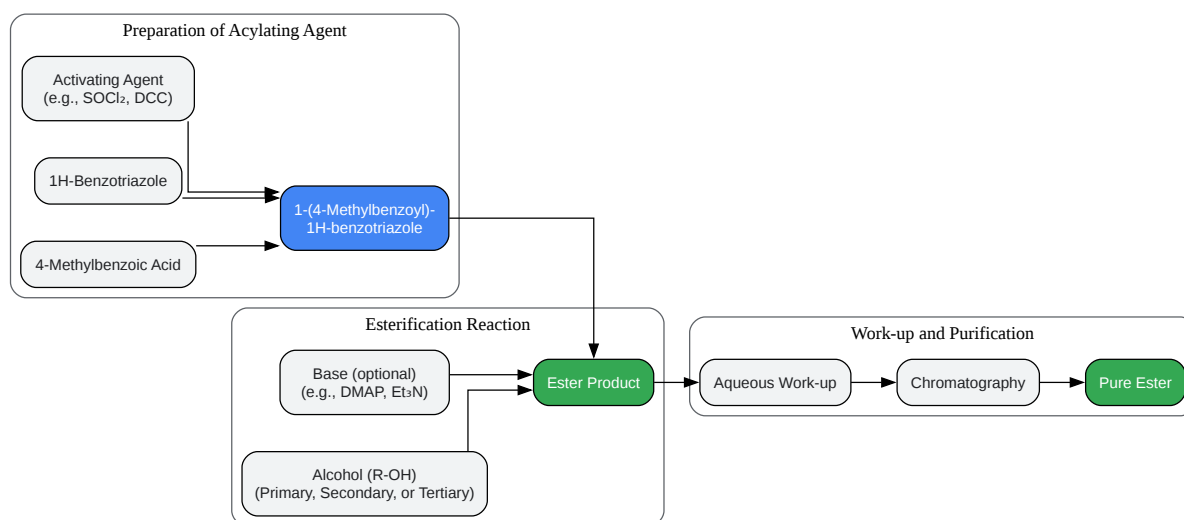 Preparation of Acylating Agent
Activating Agent
(e.g., SOCl₂, DCC)
1H-Benzotriazole
4-Methylbenzoic Acid
1-(4-Methylbenzoyl)-
1H-benzotriazole
Esterification Reaction
Base (optional)
(e.g., DMAP, Et₃N)
Alcohol (R-OH)
(Primary, Secondary, or Tertiary)
Ester Product
Work-up and Purification
Aqueous Work-up
Chromatography
Pure Ester